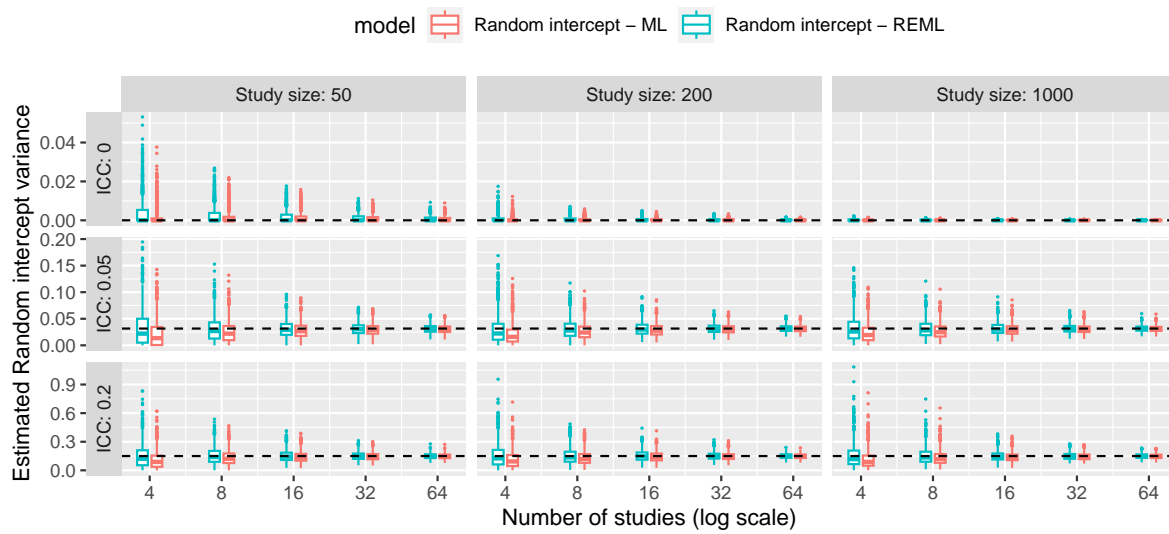 model Random intercept − ML Random intercept − REML
Study size: 50 Study size: 200 Study size: 1000
Estimated Random intercept variance
ICC: 0
0.04
0.02
0.00
ICC: 0.05
0.20
0.15
0.10
0.05
0.00
ICC: 0.2
0.9
0.6
0.3
0.0
4 8 16 32 64 4 8 16 32 64 4 8 16 32 64
Number of studies (log scale)